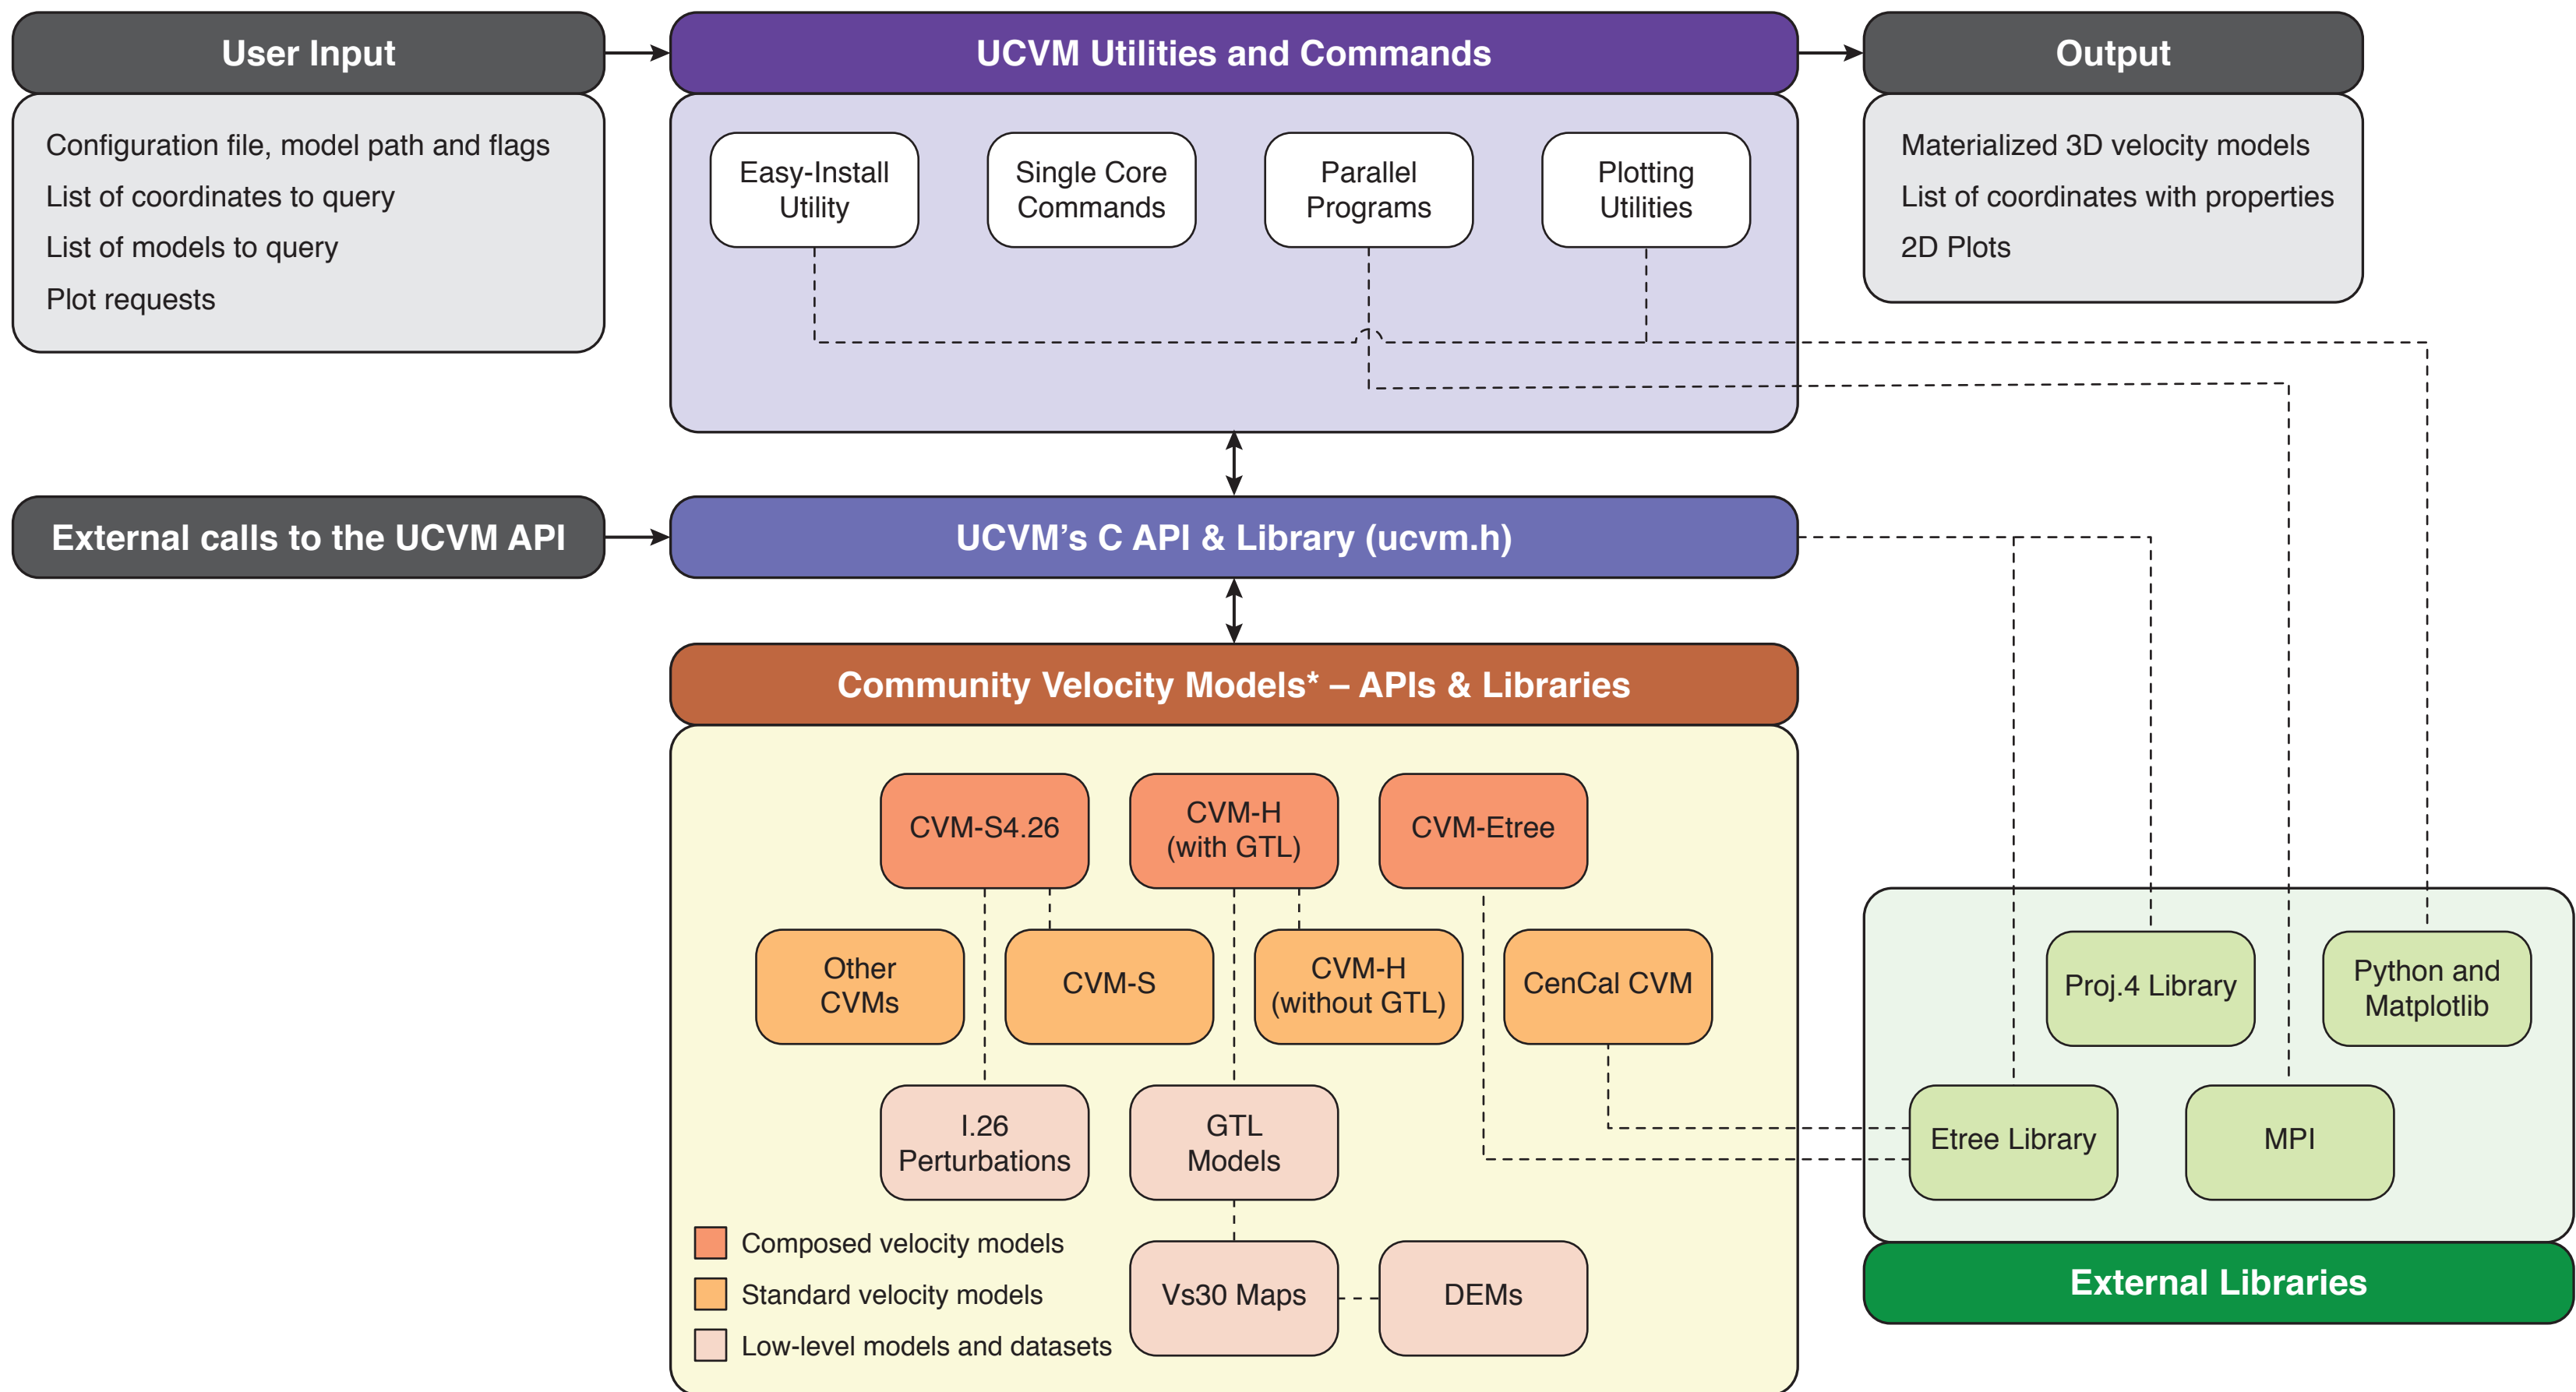 User Input
Configuration file, model path and flags
List of coordinates to query
List of models to query
Plot requests
UCVM Utilities and Commands
Easy-Install
Utility
Single Core
Commands
Parallel
Programs
Plotting
Utilities
Output
Materialized 3D velocity models
List of coordinates with properties
2D Plots
External calls to the UCVM API
UCVM’s C API & Library (ucvm.h)
Community Velocity Models* – APIs & Libraries
CVM-S4.26
CVM-H
(with GTL)
CVM-Etree
Other
CVMs
CVM-S
CVM-H
(without GTL)
CenCal CVM
I.26
Perturbations
GTL
Models
Vs30 Maps
DEMs
Composed velocity models
Standard velocity models
Low-level models and datasets
Proj.4 Library
Python and
Matplotlib
Etree Library
MPI
External Libraries